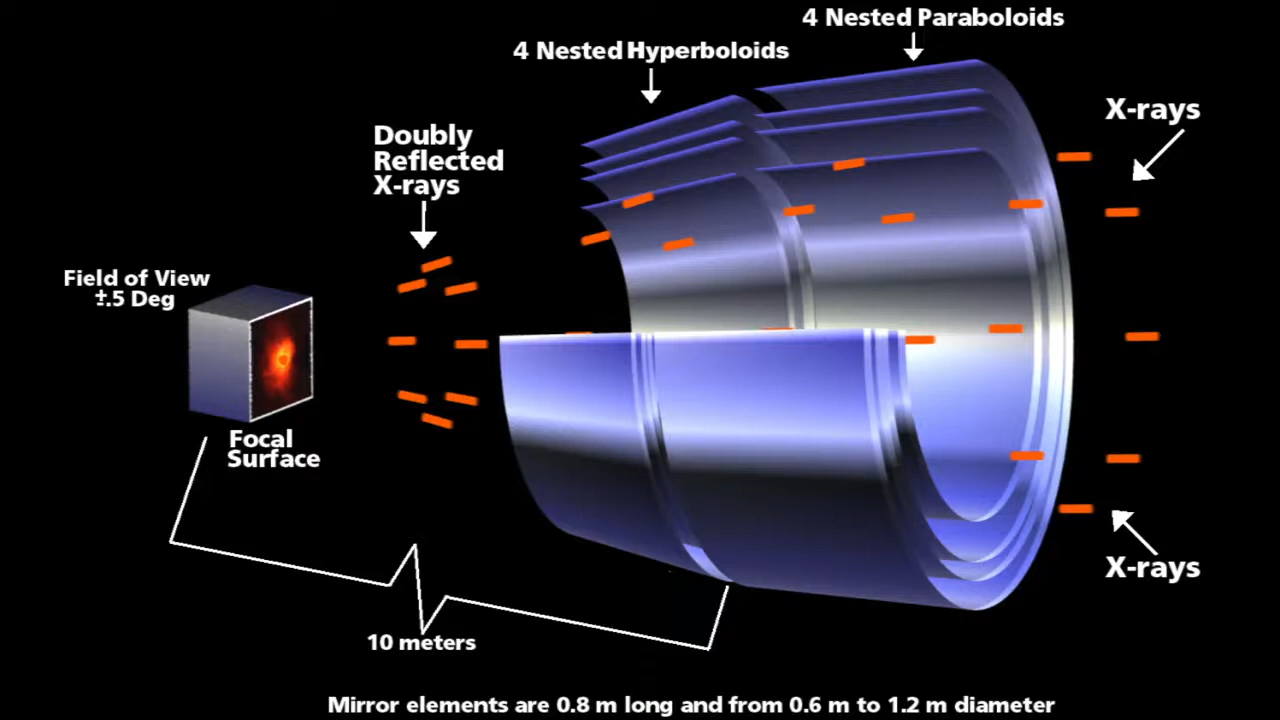 4 Nested Paraboloids
4 Nested Hyperboloids
X-rays
Doubly
Reflected
X-rays
Field of View
±.5 Deg
Focal
Surface
X-rays
10 meters
Mirror elements are 0.8 m long and from 0.6 m to 1.2 m diameter